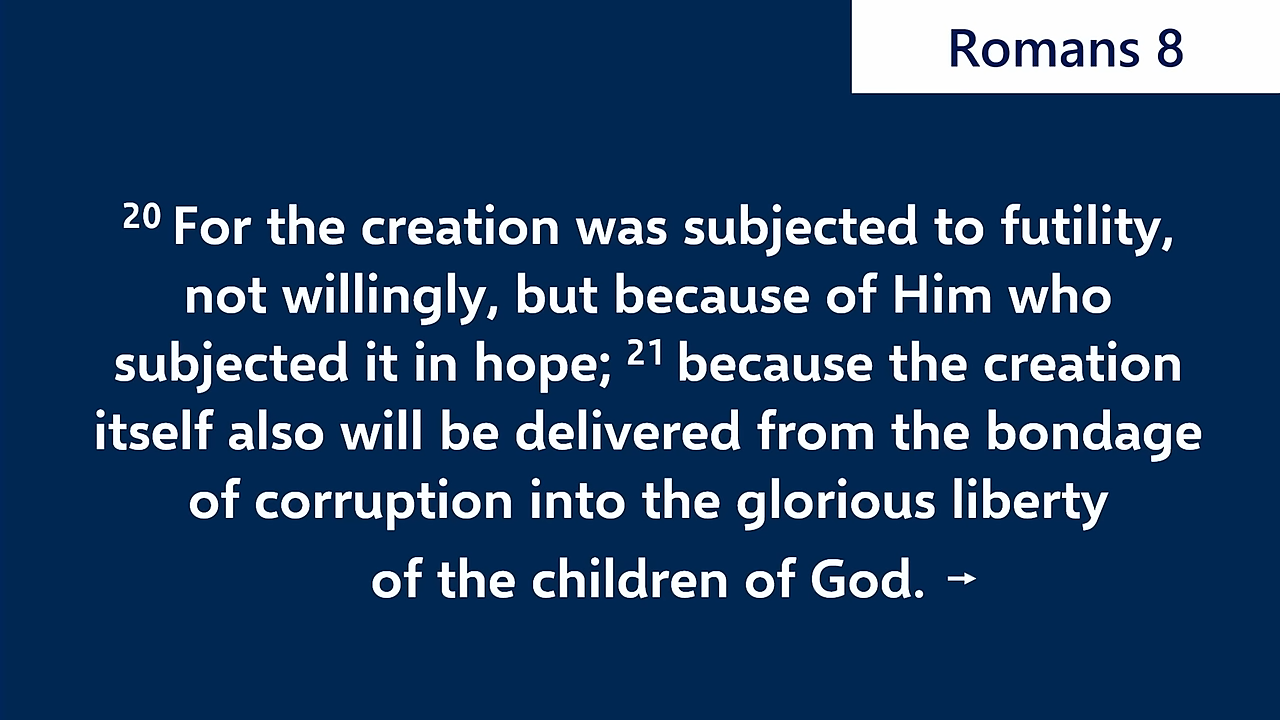 Romans 8
20 For the creation was subjected to futility,
not willingly, but because of Him who
subjected it in hope; 21 because the creation
itself also will be delivered from the bondage
of corruption into the glorious liberty
of the children of God. →